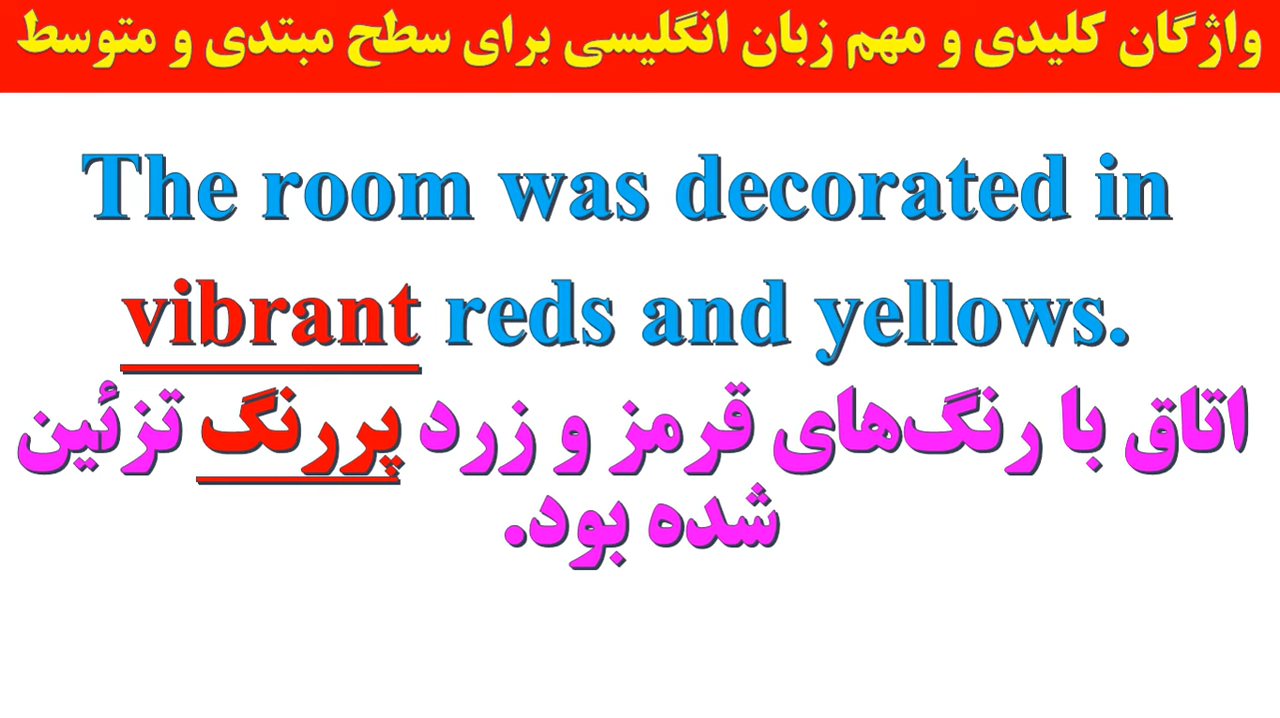 واژگان کلیدی و مهم زبان انگلیسی برای سطح مبتدی و متوسط
The room was decorated in
vibrant reds and yellows.
اتاق با رنگ‌های قرمز و زرد پررنگ تزئین
شده بود.